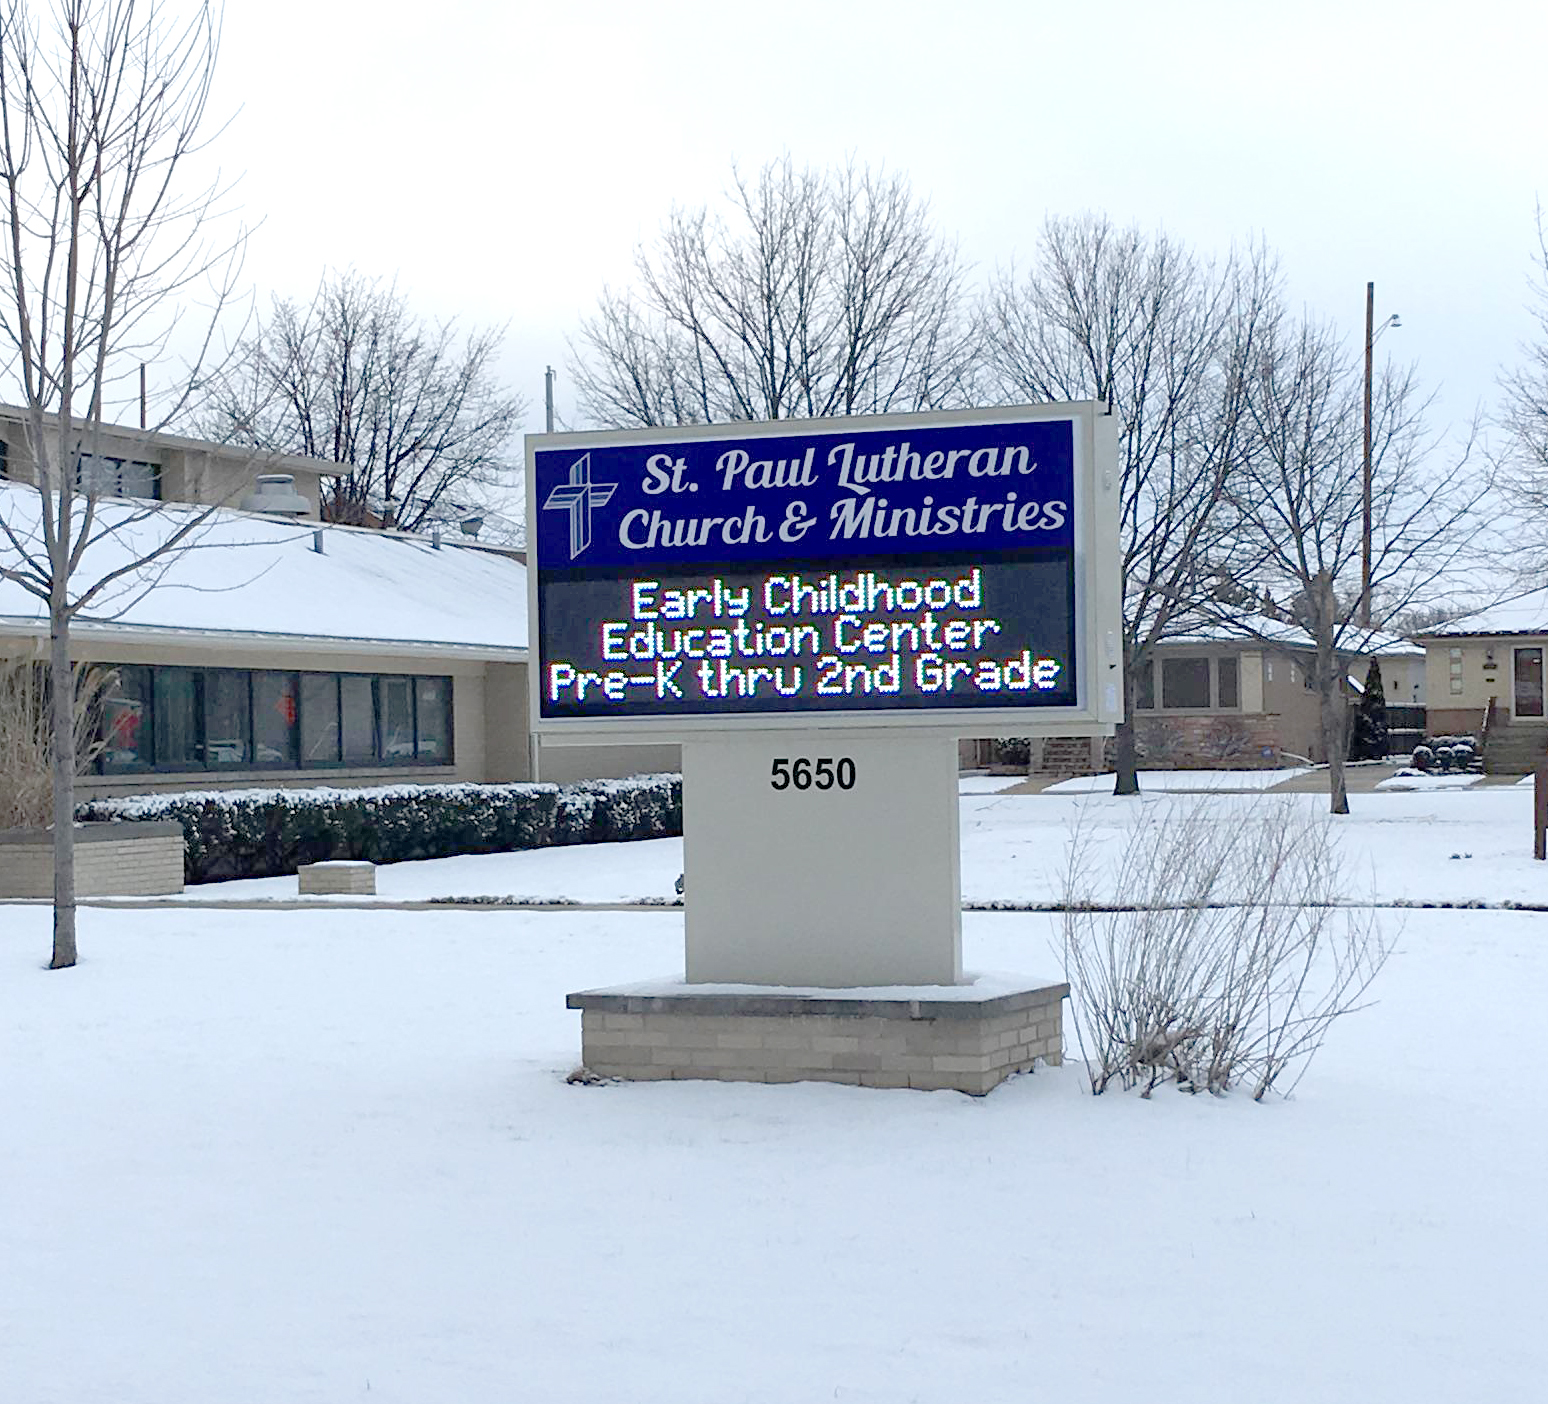 St. Paul Lutheran
Church & Ministries
Early Childhood
Education Center
Pre-K thru 2nd Grade
5650